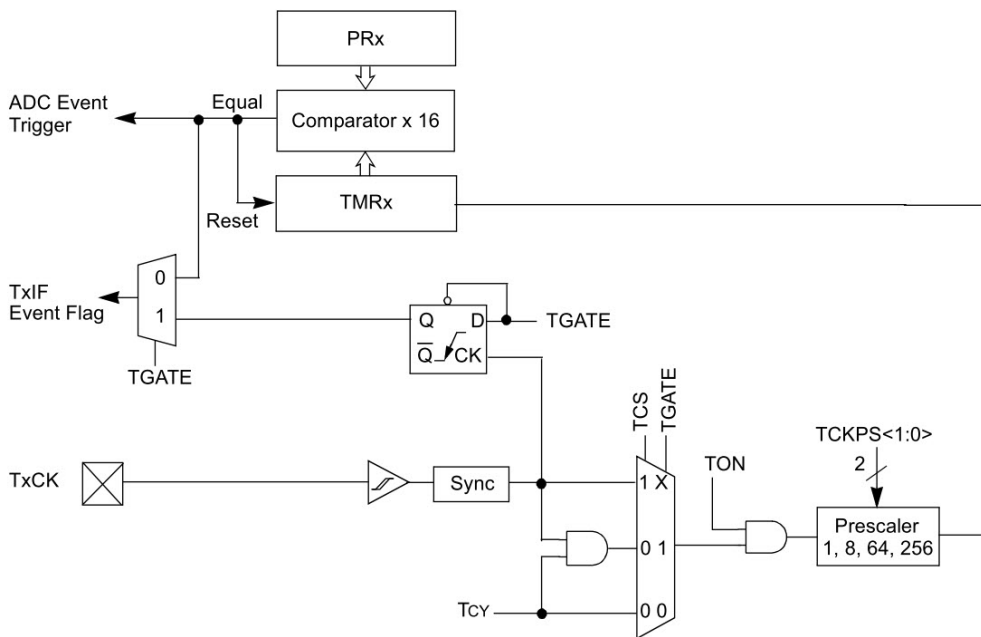 PRx
ADC Event
Trigger
Equal
Comparator x 16
Reset
TMRx
0
TxIF
Event Flag
1
Q
D
TGATE
Q
CK
TGATE
TCS
TGATE
TCKPS<1:0>
2
TON
TxCK
Sync
1 X
Prescaler
1, 8, 64, 256
0 1
TCY
0 0